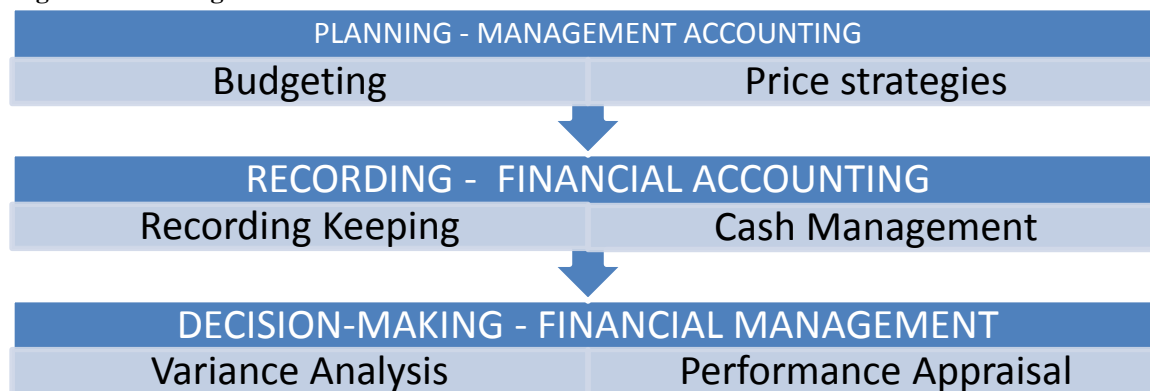 PLANNING - MANAGEMENT ACCOUNTING
Budgeting Price strategies
RECORDING - FINANCIAL ACCOUNTING
Recording Keeping Cash Management
DECISION-MAKING - FINANCIAL MANAGEMENT
Variance Analysis Performance Appraisal